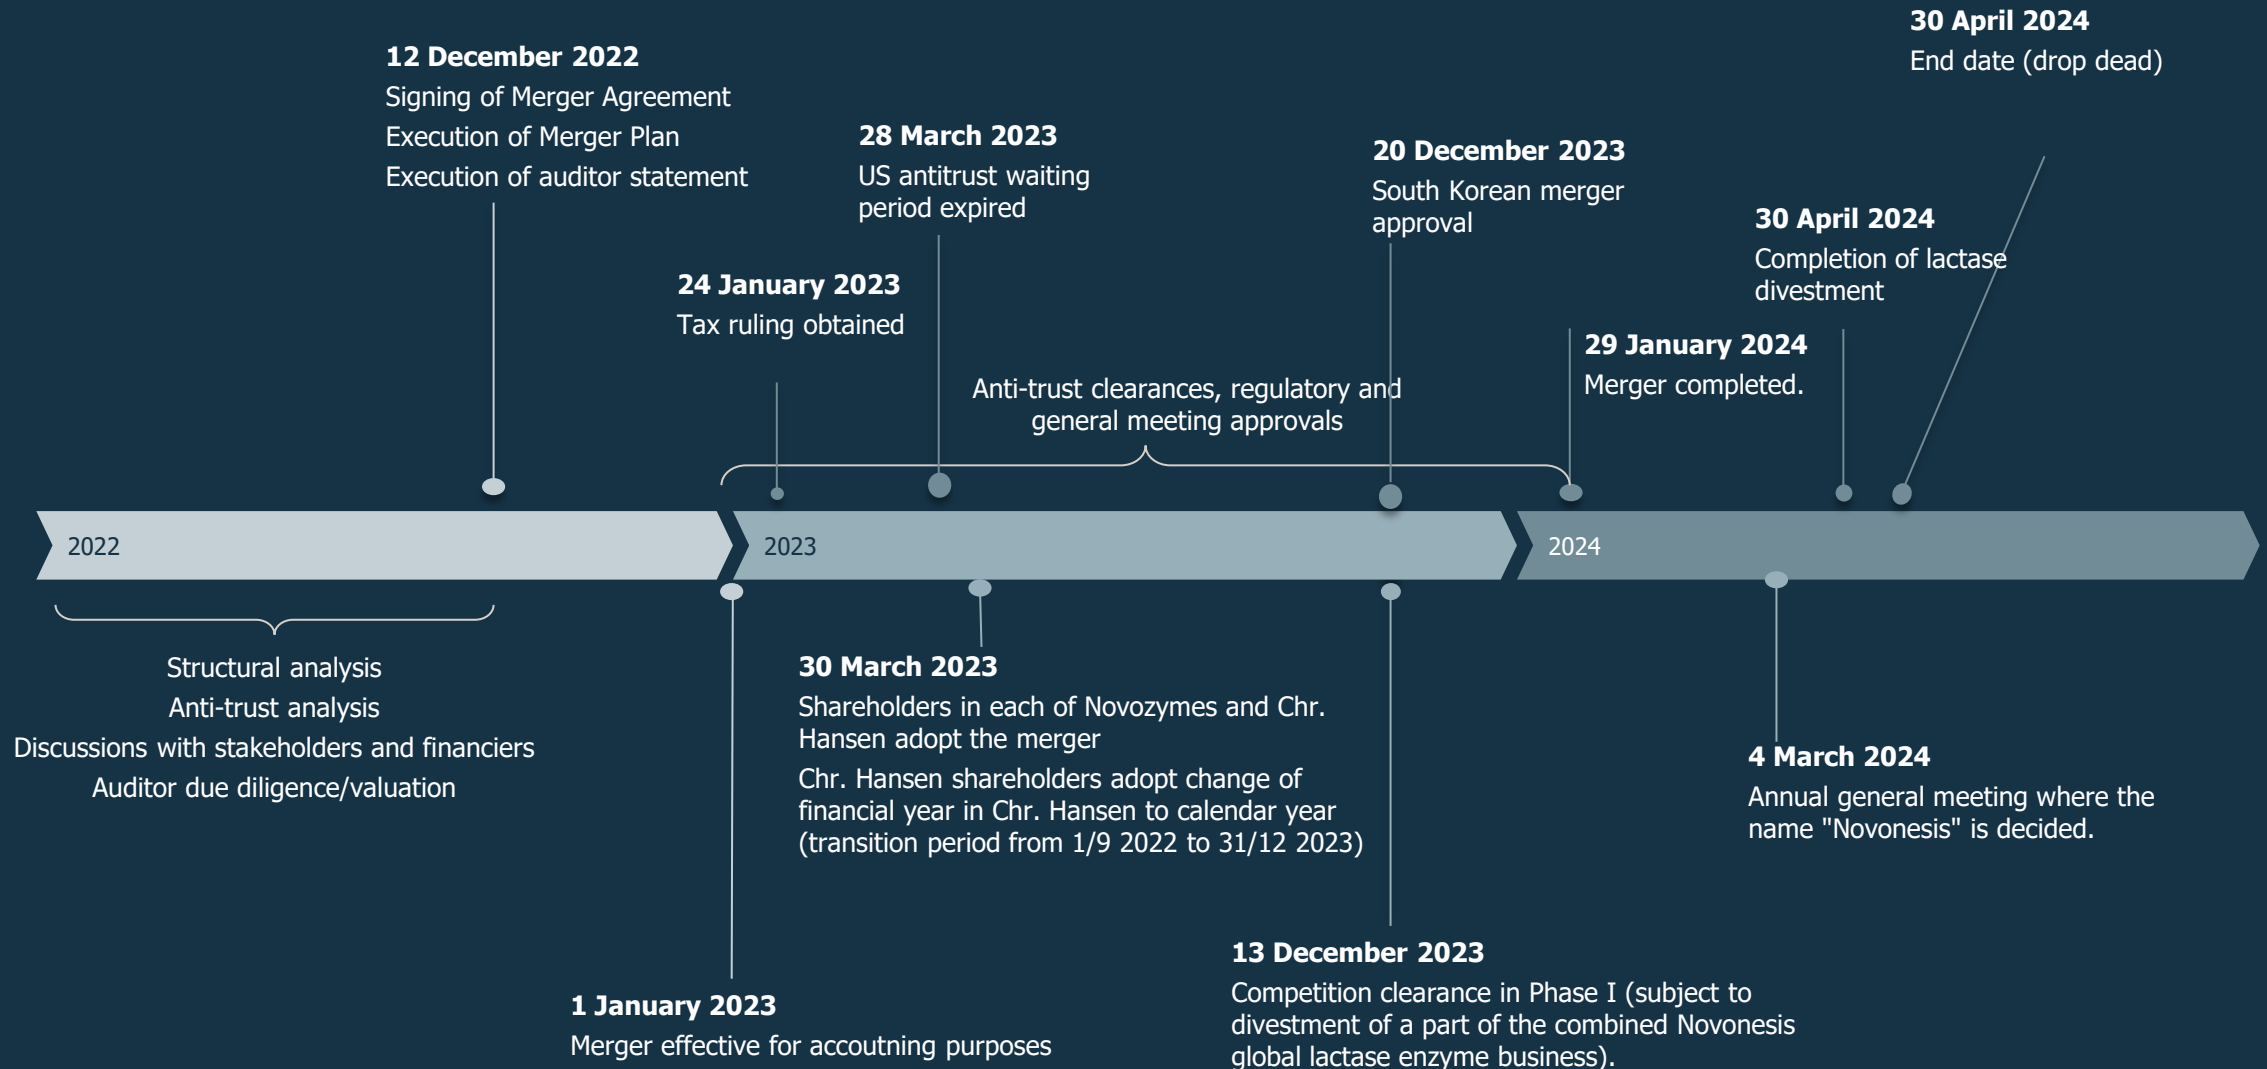 30 April 2024
End date (drop dead)
12 December 2022
Signing of Merger Agreement
Execution of Merger Plan
Execution of auditor statement
28 March 2023
US antitrust waiting
period expired
20 December 2023
South Korean merger
approval
30 April 2024
Completion of lactase
divestment
24 January 2023
Tax ruling obtained
29 January 2024
Merger completed.
Anti-trust clearances, regulatory and
general meeting approvals
2022
2023
2024
Structural analysis
Anti-trust analysis
Discussions with stakeholders and financiers
Auditor due diligence/valuation
30 March 2023
Shareholders in each of Novozymes and Chr.
Hansen adopt the merger
Chr. Hansen shareholders adopt change of
financial year in Chr. Hansen to calendar year
(transition period from 1/9 2022 to 31/12 2023)
4 March 2024
Annual general meeting where the
name "Novonesis" is decided.
1 January 2023
Merger effective for accoutning purposes
13 December 2023
Competition clearance in Phase I (subject to
divestment of a part of the combined Novonesis
global lactase enzyme business).